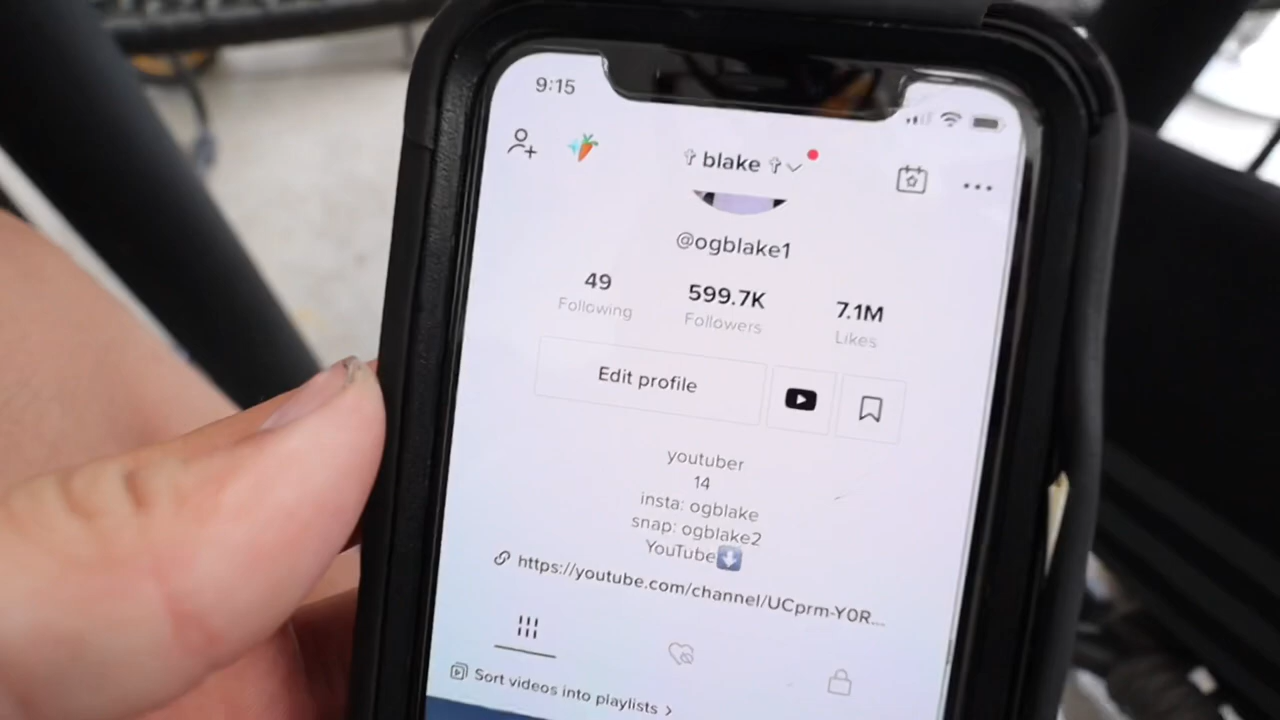 9:15
✞ blake ✞
@ogblake1
49 599.7K 7.1M
Following Followers Likes
Edit profile
youtuber
14
insta: ogblake
snap: ogblake2
YouTube⬇️
https://youtube.com/channel/UCprm-Y0R...
Sort videos into playlists >